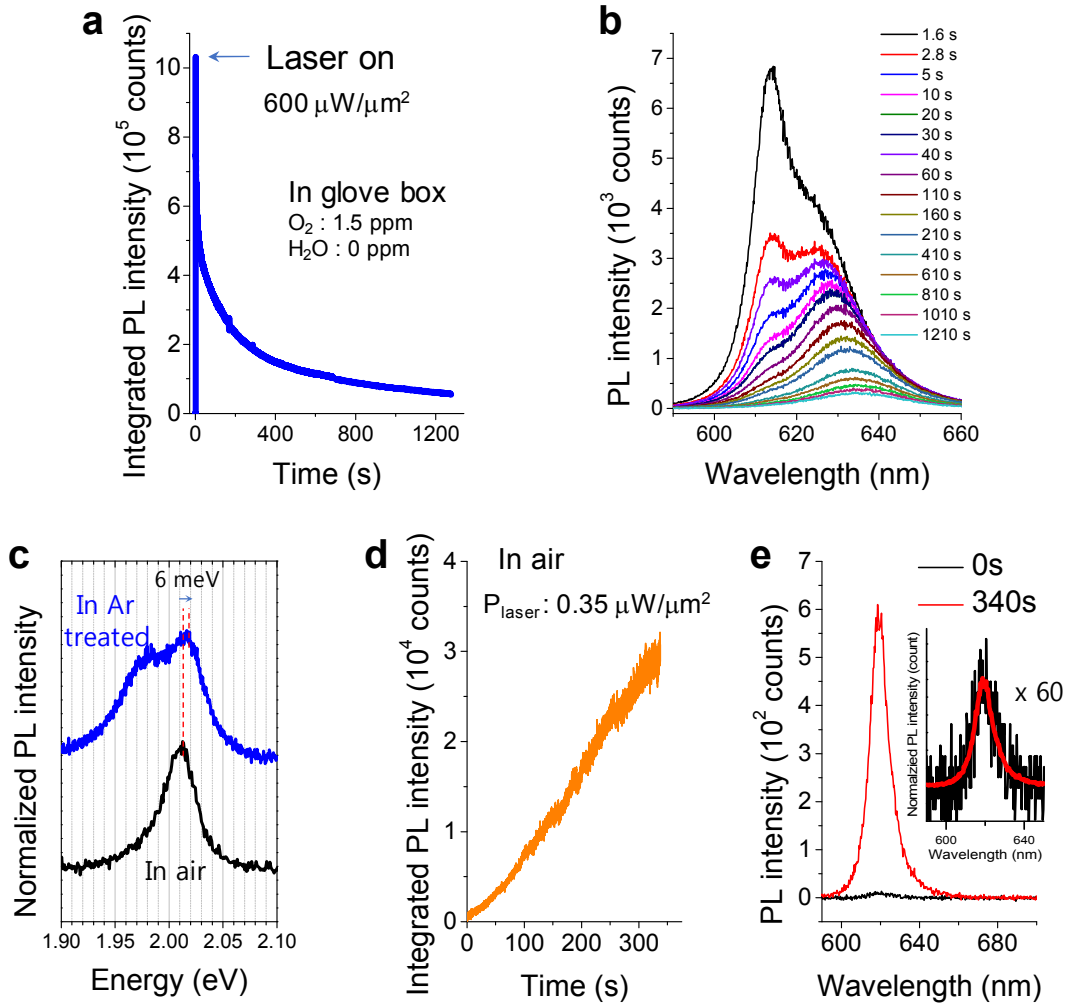 a
Integrated PL intensity (10⁵ counts)
10
8
6
4
2
0
Laser on
600 μW/μm²
In glove box
O₂ : 1.5 ppm
H₂O : 0 ppm
0 400 800 1200
Time (s)
b
PL intensity (10³ counts)
7
6
5
4
3
2
1
0
1.6 s
2.8 s
5 s
10 s
20 s
30 s
40 s
60 s
110 s
160 s
210 s
410 s
610 s
810 s
1010 s
1210 s
600 620 640 660
Wavelength (nm)
c
Normalized PL intensity
6 meV
In Ar
treated
In air
1.90 1.95 2.00 2.05 2.10
Energy (eV)
d
Integrated PL intensity (10⁴ counts)
4
3
2
1
0
In air
P_laser : 0.35 μW/μm²
0 100 200 300
Time (s)
e
PL intensity (10² counts)
7
6
5
4
3
2
1
0
0s
340s
Normalzied PL intensity (count)
x 60
600 640
Wavelength (nm)
600 640 680
Wavelength (nm)